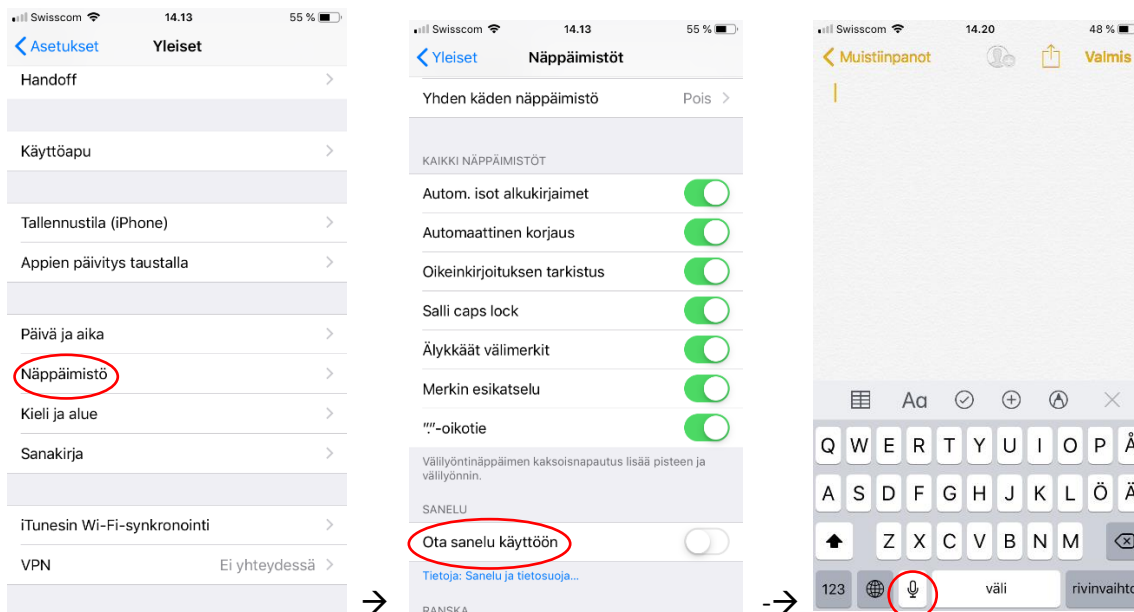 Swisscom 14.13 55 %
Asetukset Yleiset
Handoff
Käyttöapu
Tallennustila (iPhone)
Appien päivitys taustalla
Päivä ja aika
Näppäimistö
Kieli ja alue
Sanakirja
iTunesin Wi-Fi-synkronointi
VPN Ei yhteydessä
→
Swisscom 14.13 55 %
Yleiset Näppäimistöt
Yhden käden näppäimistö Pois
KAIKKI NÄPPÄIMISTÖT
Autom. isot alkukirjaimet
Automaattinen korjaus
Oikeinkirjoituksen tarkistus
Salli caps lock
Älykkäät välimerkit
Merkin esikatselu
"."-oikotie
Välilyöntinäppäimen kaksoisnapautus lisää pisteen ja
välilyönnin.
SANELU
Ota sanelu käyttöön
Tietoja: Sanelu ja tietosuoja...
RANSKA
-→
Swisscom 14.20 48 %
Muistiinpanot Valmis
Aa
Q W E R T Y U I O P Å
A S D F G H J K L Ö Ä
Z X C V B N M
123 väli rivinvaihto